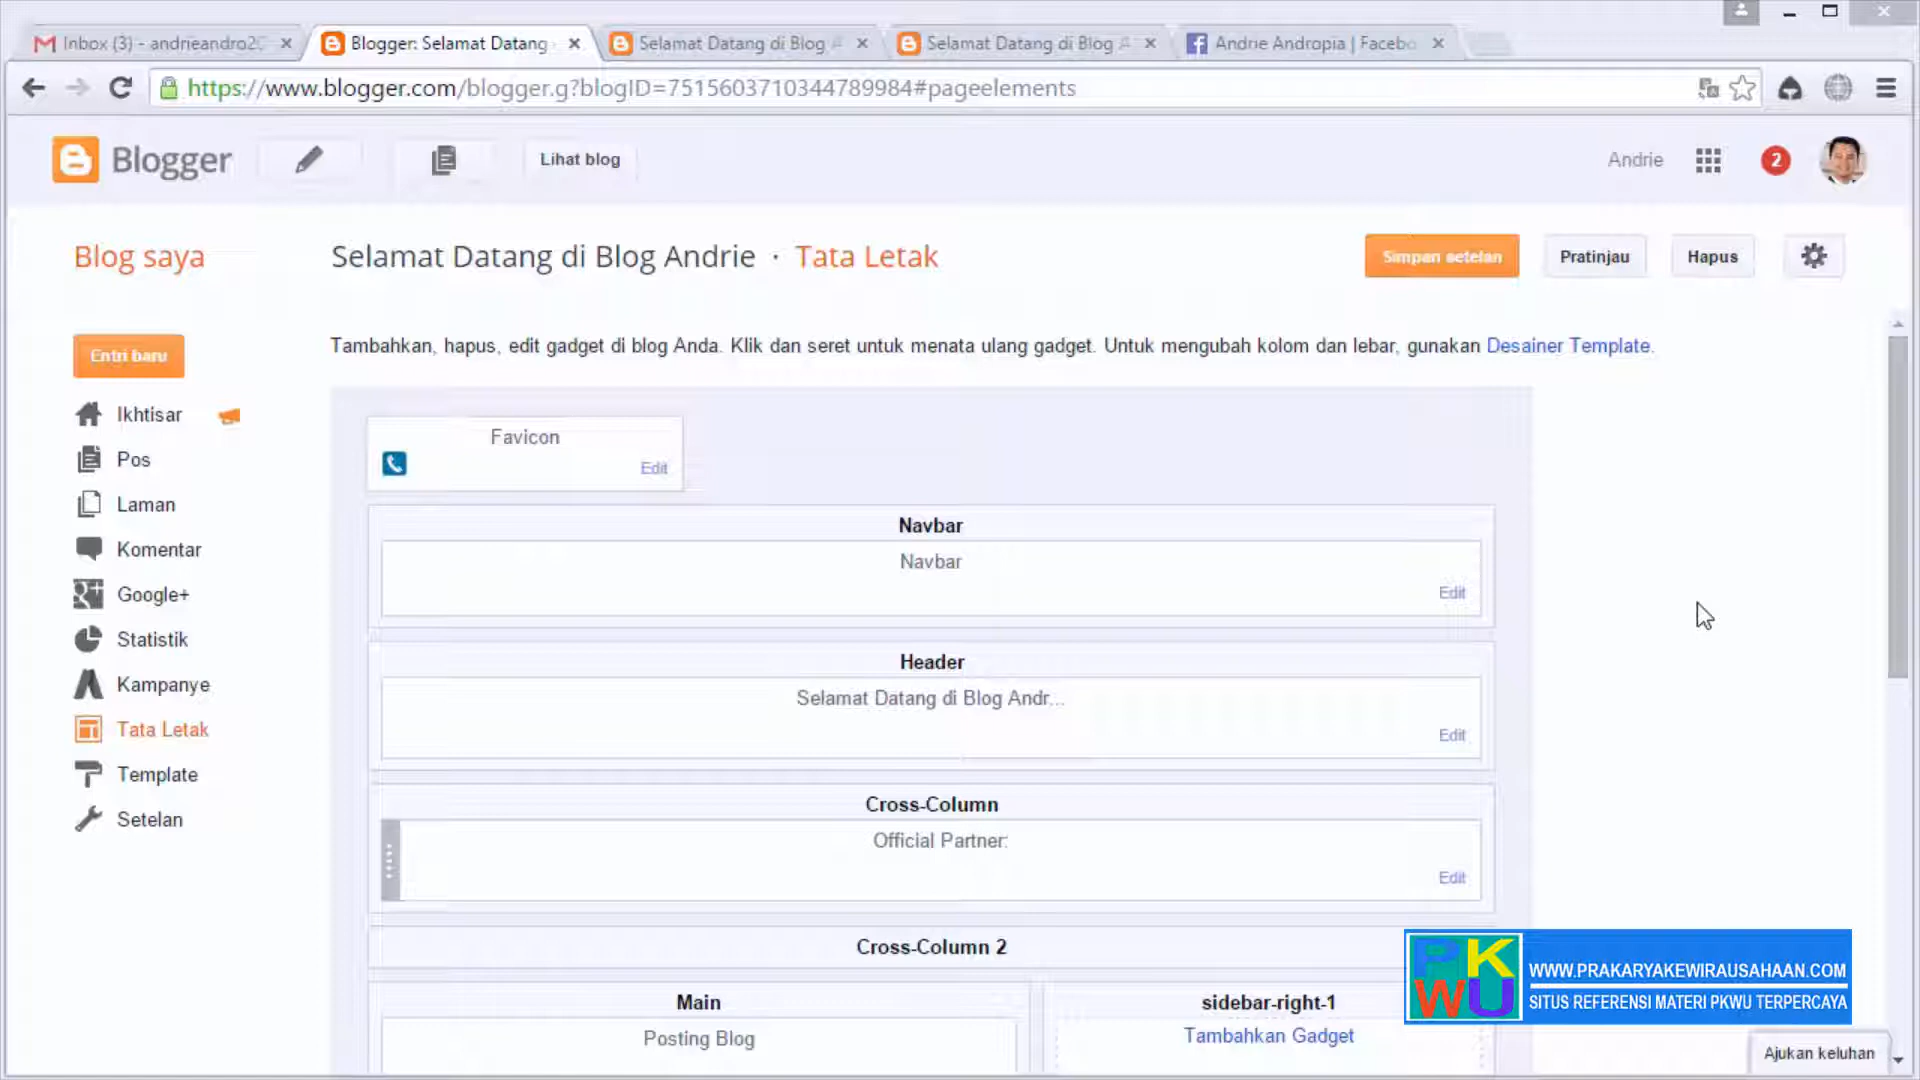 Inbox (3) - andrieandro2
Blogger: Selamat Datang
Selamat Datang di Blog A
Selamat Datang di Blog A
Andrie Andropia | Facebo
https://www.blogger.com/blogger.g?blogID=7515603710344789984#pageelements
Blogger
Lihat blog
Andrie
2
Blog saya
Selamat Datang di Blog Andrie · Tata Letak
Simpan setelan
Pratinjau
Hapus
Entri baru
Tambahkan, hapus, edit gadget di blog Anda. Klik dan seret untuk menata ulang gadget. Untuk mengubah kolom dan lebar, gunakan Desainer Template.
Ikhtisar
Pos
Laman
Komentar
Google+
Statistik
Kampanye
Tata Letak
Template
Setelan
Favicon
Edit
Navbar
Navbar
Edit
Header
Selamat Datang di Blog Andr...
Edit
Cross-Column
Official Partner:
Edit
Cross-Column 2
Main
Posting Blog
sidebar-right-1
Tambahkan Gadget
PK
WU
WWW.PRAKARYAKEWIRAUSAHAAN.COM
SITUS REFERENSI MATERI PKWU TERPERCAYA
Ajukan keluhan